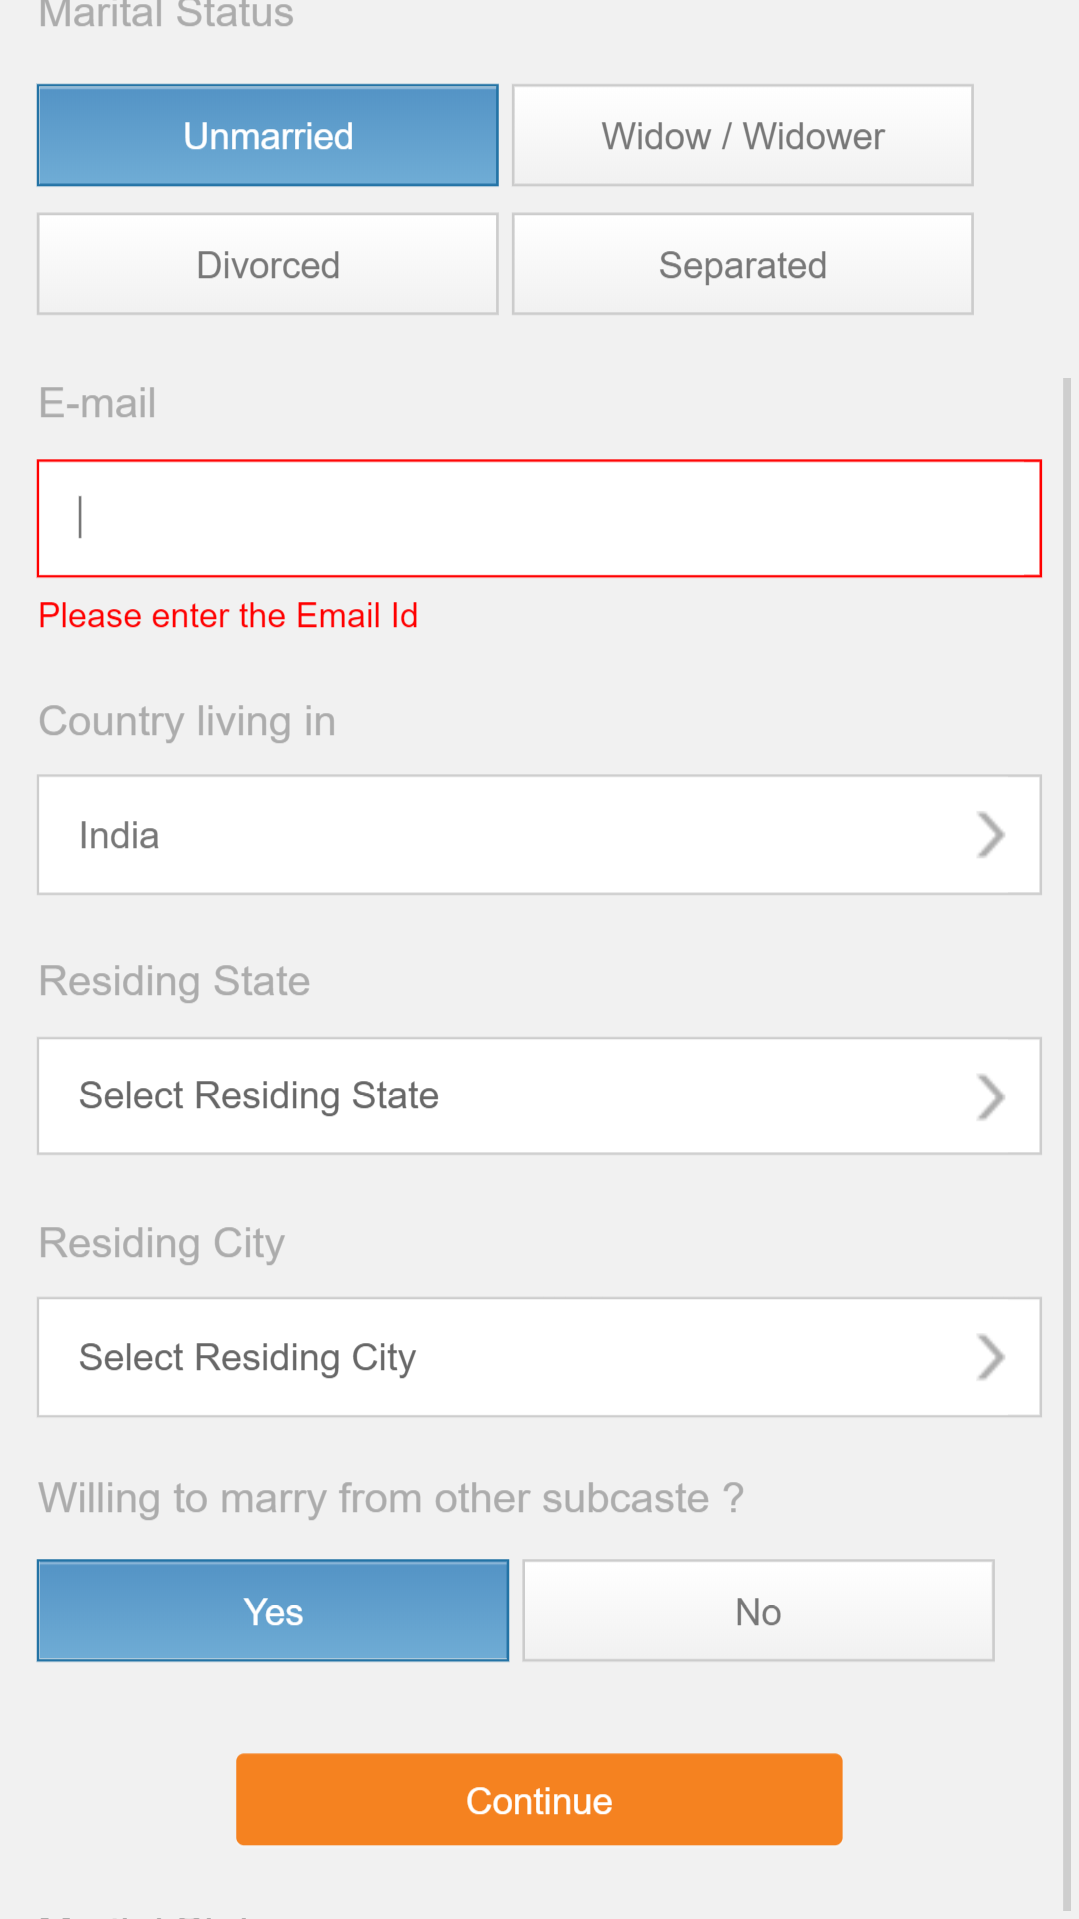 Marital Status
Unmarried
Widow / Widower
Divorced
Separated
E-mail
Please enter the Email Id
Country living in
India
Residing State
Select Residing State
Residing City
Select Residing City
Willing to marry from other subcaste ?
Yes
No
Continue